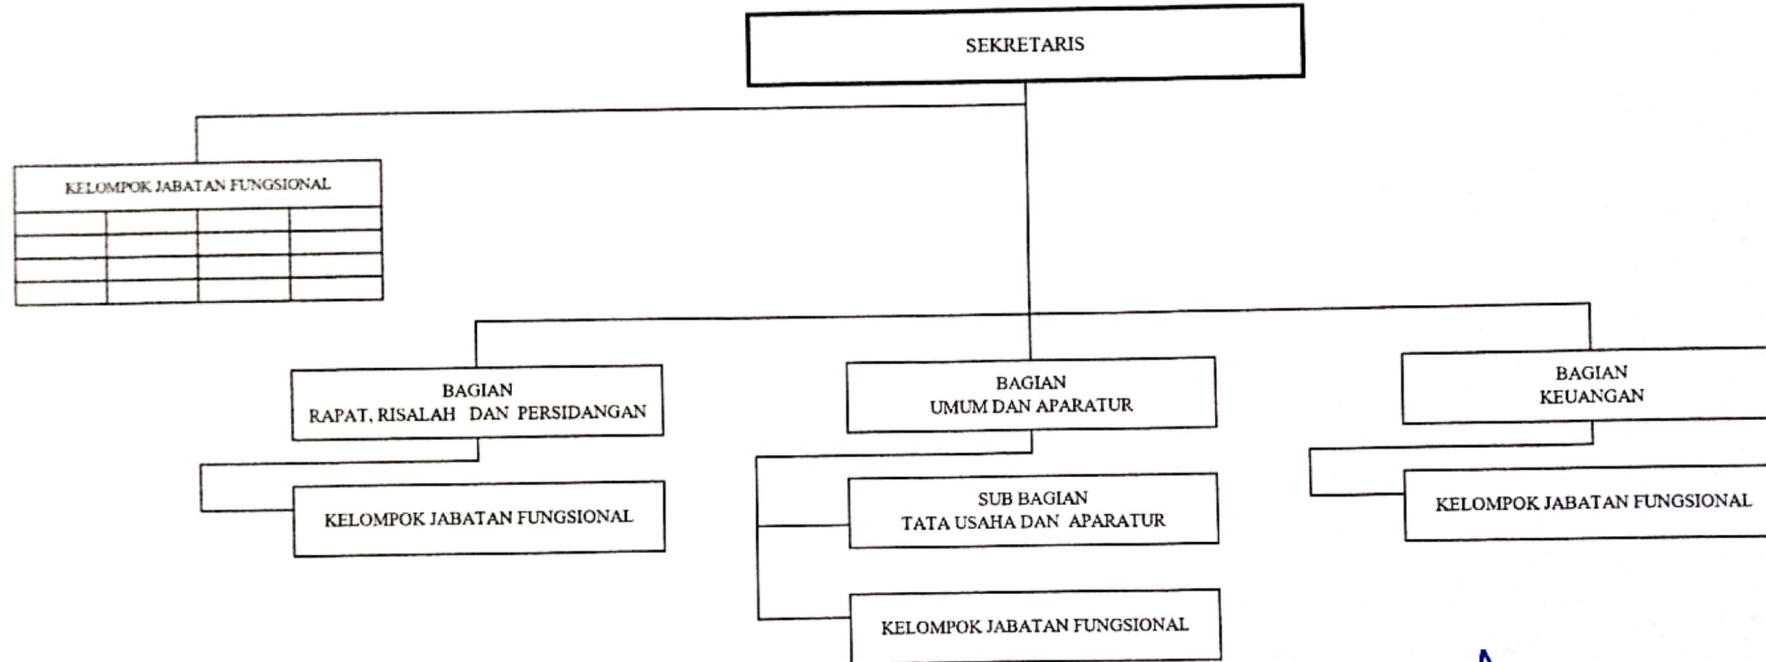 SEKRETARIS
KELOMPOK JABATAN FUNGSIONAL
BAGIAN
RAPAT, RISALAH DAN PERSIDANGAN
BAGIAN
UMUM DAN APARATUR
BAGIAN
KEUANGAN
KELOMPOK JABATAN FUNGSIONAL
SUB BAGIAN
TATA USAHA DAN APARATUR
KELOMPOK JABATAN FUNGSIONAL
KELOMPOK JABATAN FUNGSIONAL